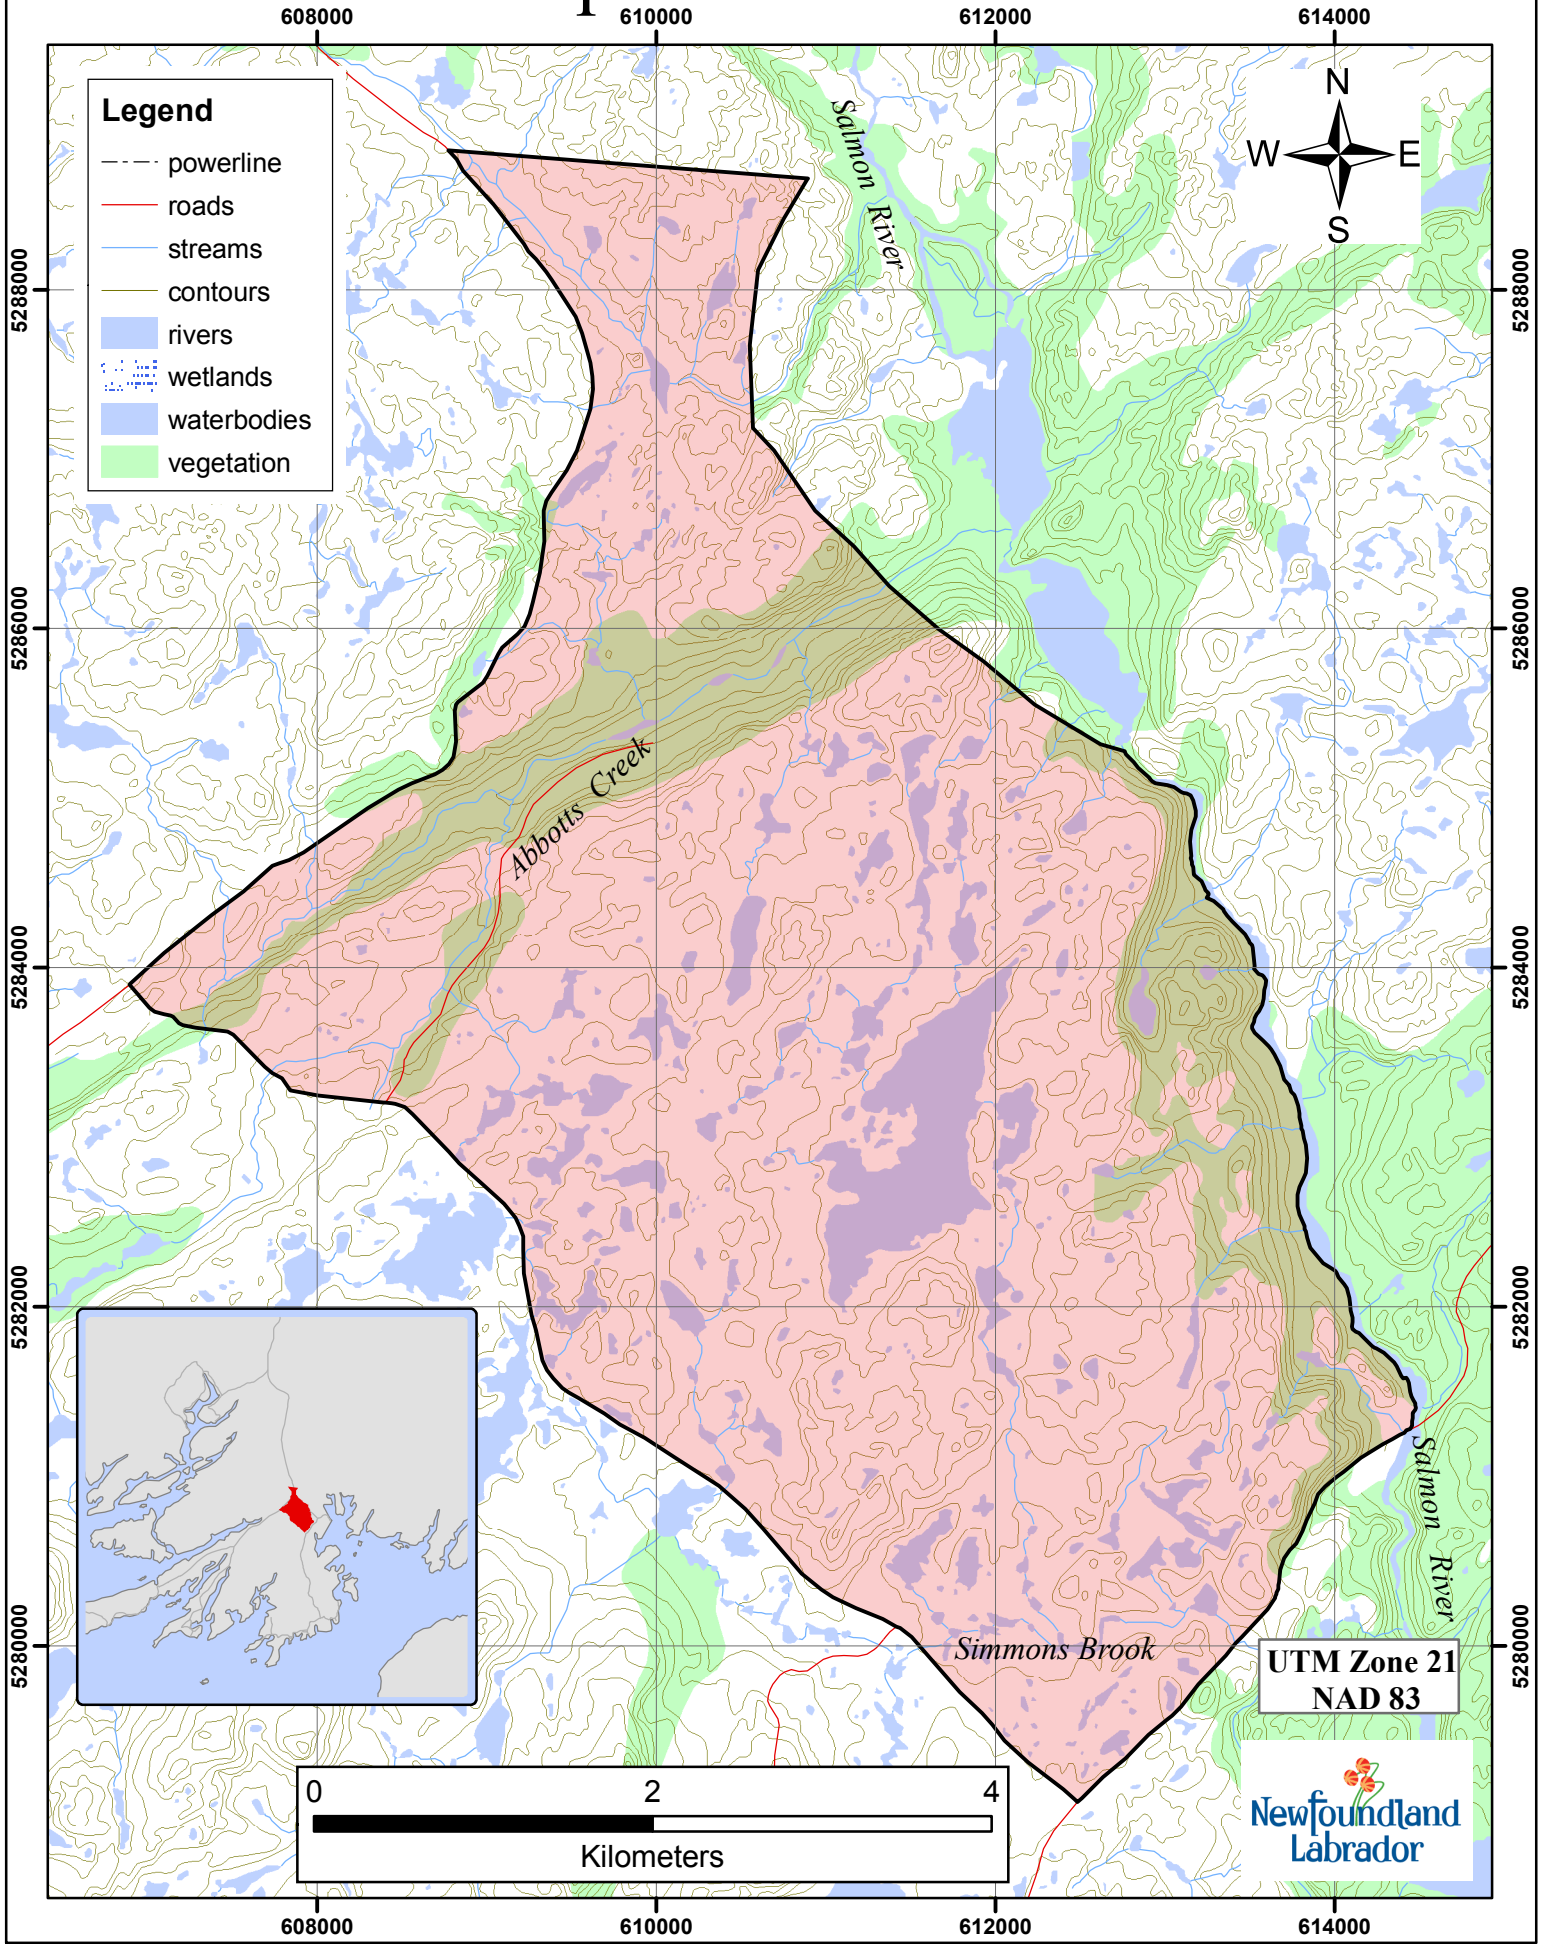 608000 610000 612000 614000
Legend
powerline
roads
streams
contours
rivers
wetlands
waterbodies
vegetation
N
W E
S
Salmon River
5288000 5288000
5286000 5286000
Abbotts Creek
5284000 5284000
5282000 5282000
Salmon River
5280000 5280000
Simmons Brook
UTM Zone 21
NAD 83
0 2 4
Kilometers
Newfoundland
Labrador
608000 610000 612000 614000